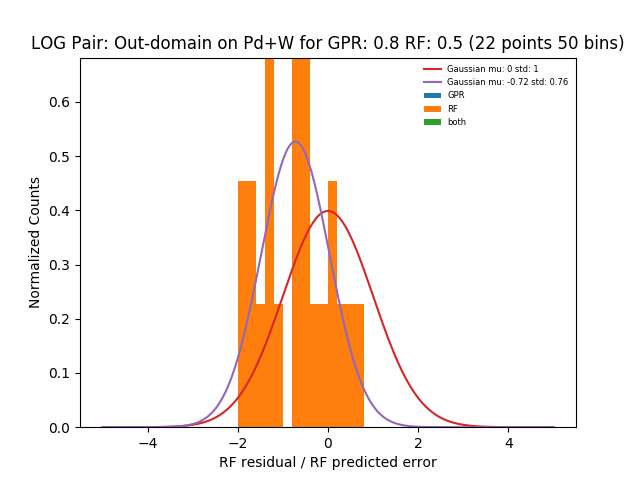 LOG Pair: Out-domain on Pd+W for GPR: 0.8 RF: 0.5 (22 points 50 bins)
Gaussian mu: 0 std: 1
Gaussian mu: -0.72 std: 0.76
GPR
RF
both
Normalized Counts
0.6
0.5
0.4
0.3
0.2
0.1
0.0
−4 −2 0 2 4
RF residual / RF predicted error